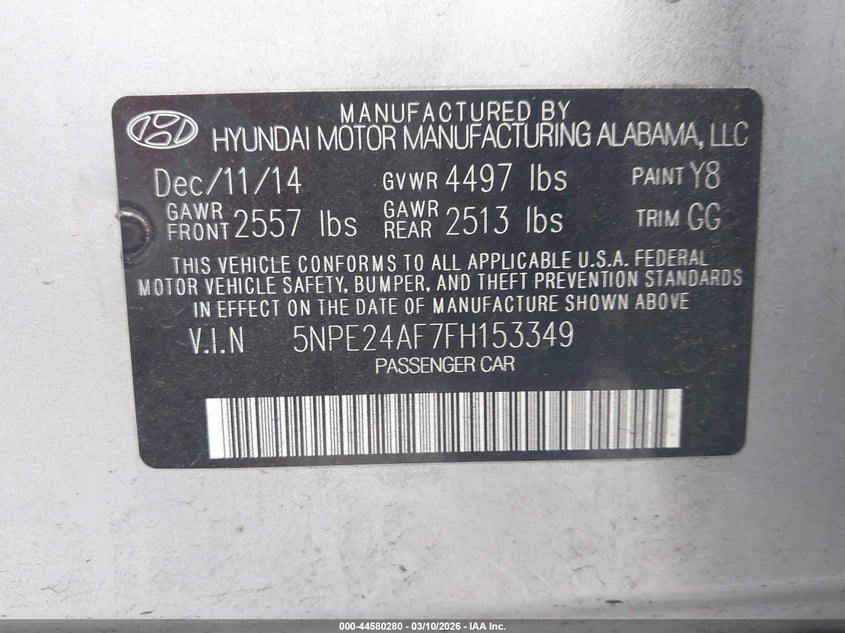 MANUFACTURED BY
HYUNDAI MOTOR MANUFACTURING ALABAMA, LLC
Dec/11/14 GVWR 4497 lbs PAINT Y8
GAWR FRONT 2557 lbs GAWR REAR 2513 lbs TRIM GG
THIS VEHICLE CONFORMS TO ALL APPLICABLE U.S.A. FEDERAL
MOTOR VEHICLE SAFETY, BUMPER, AND THEFT PREVENTION STANDARDS
IN EFFECT ON THE DATE OF MANUFACTURE SHOWN ABOVE
V.I.N 5NPE24AF7FH153349
PASSENGER CAR
000-44580280 - 03/10/2026 - IAA Inc.